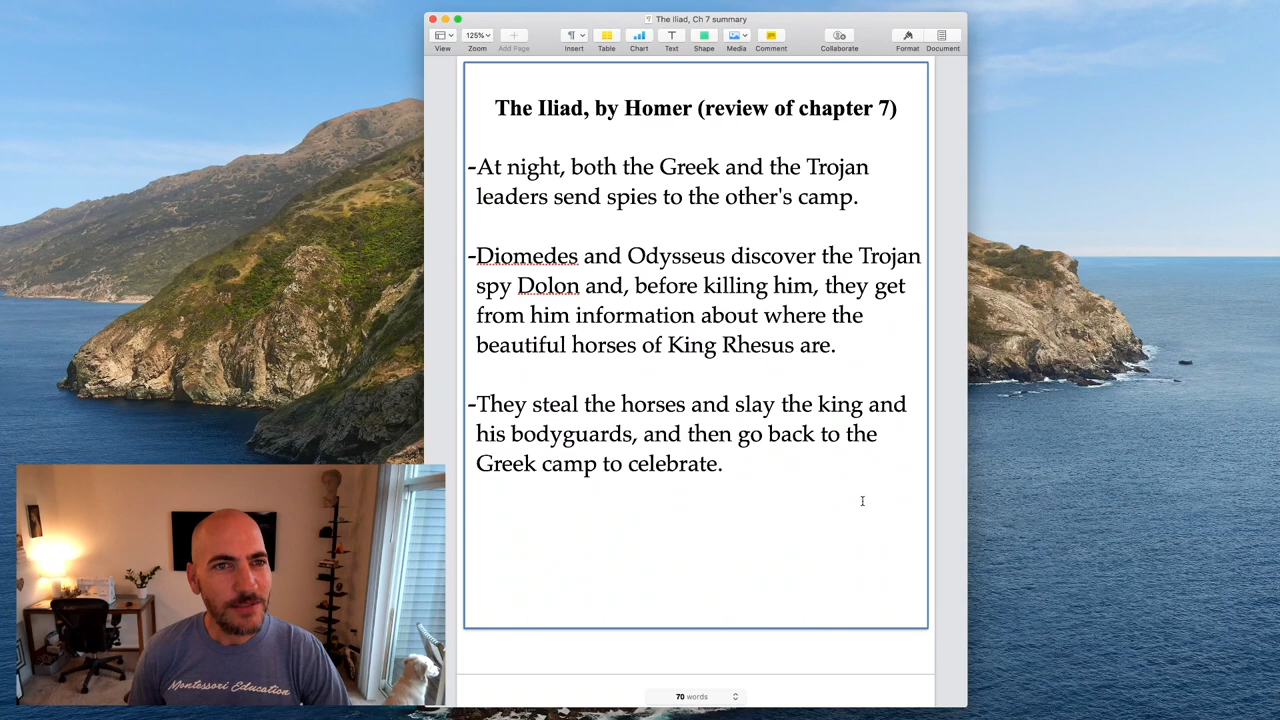 The Iliad, Ch 7 summary
125%
View
Zoom
Add Page
Insert
Table
Chart
Text
Shape
Media
Comment
Collaborate
Format
Document
The Iliad, by Homer (review of chapter 7)
-At night, both the Greek and the Trojan
leaders send spies to the other's camp.
-Diomedes and Odysseus discover the Trojan
spy Dolon and, before killing him, they get
from him information about where the
beautiful horses of King Rhesus are.
-They steal the horses and slay the king and
his bodyguards, and then go back to the
Greek camp to celebrate.
70 words
Montessori Education